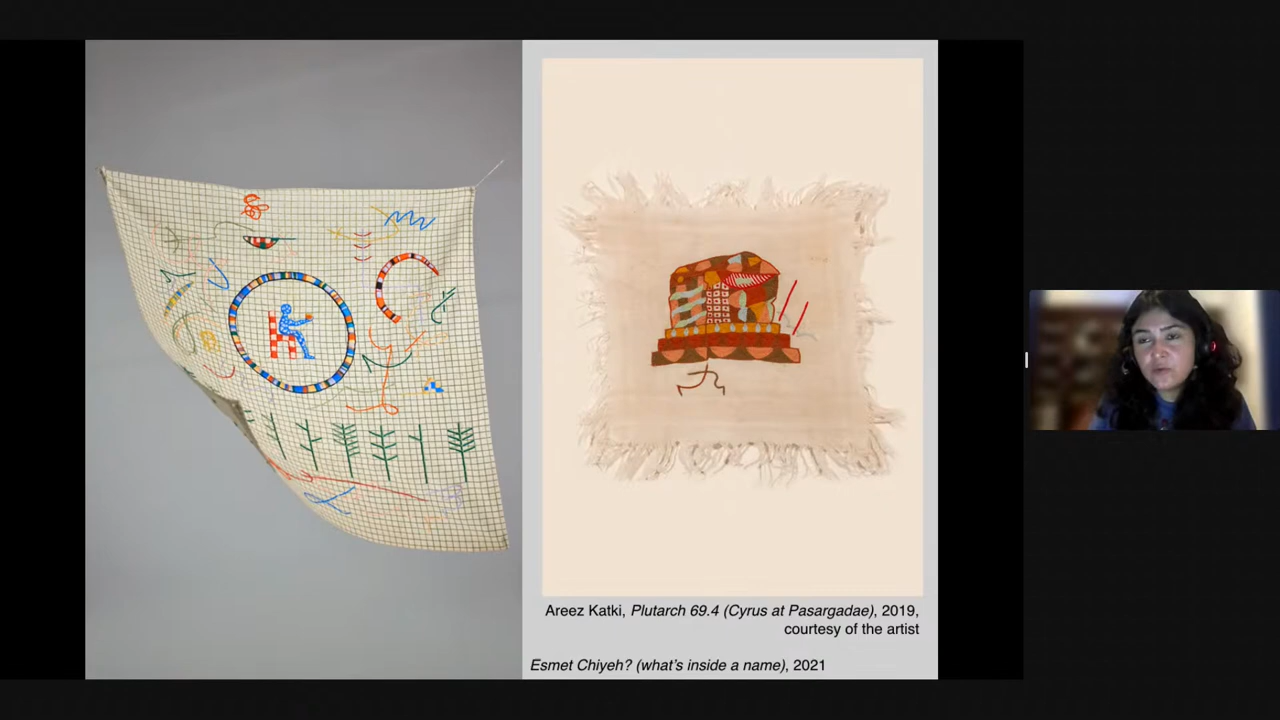 Areez Katki, Plutarch 69.4 (Cyrus at Pasargadae), 2019,
courtesy of the artist
Esmet Chiyeh? (what's inside a name), 2021